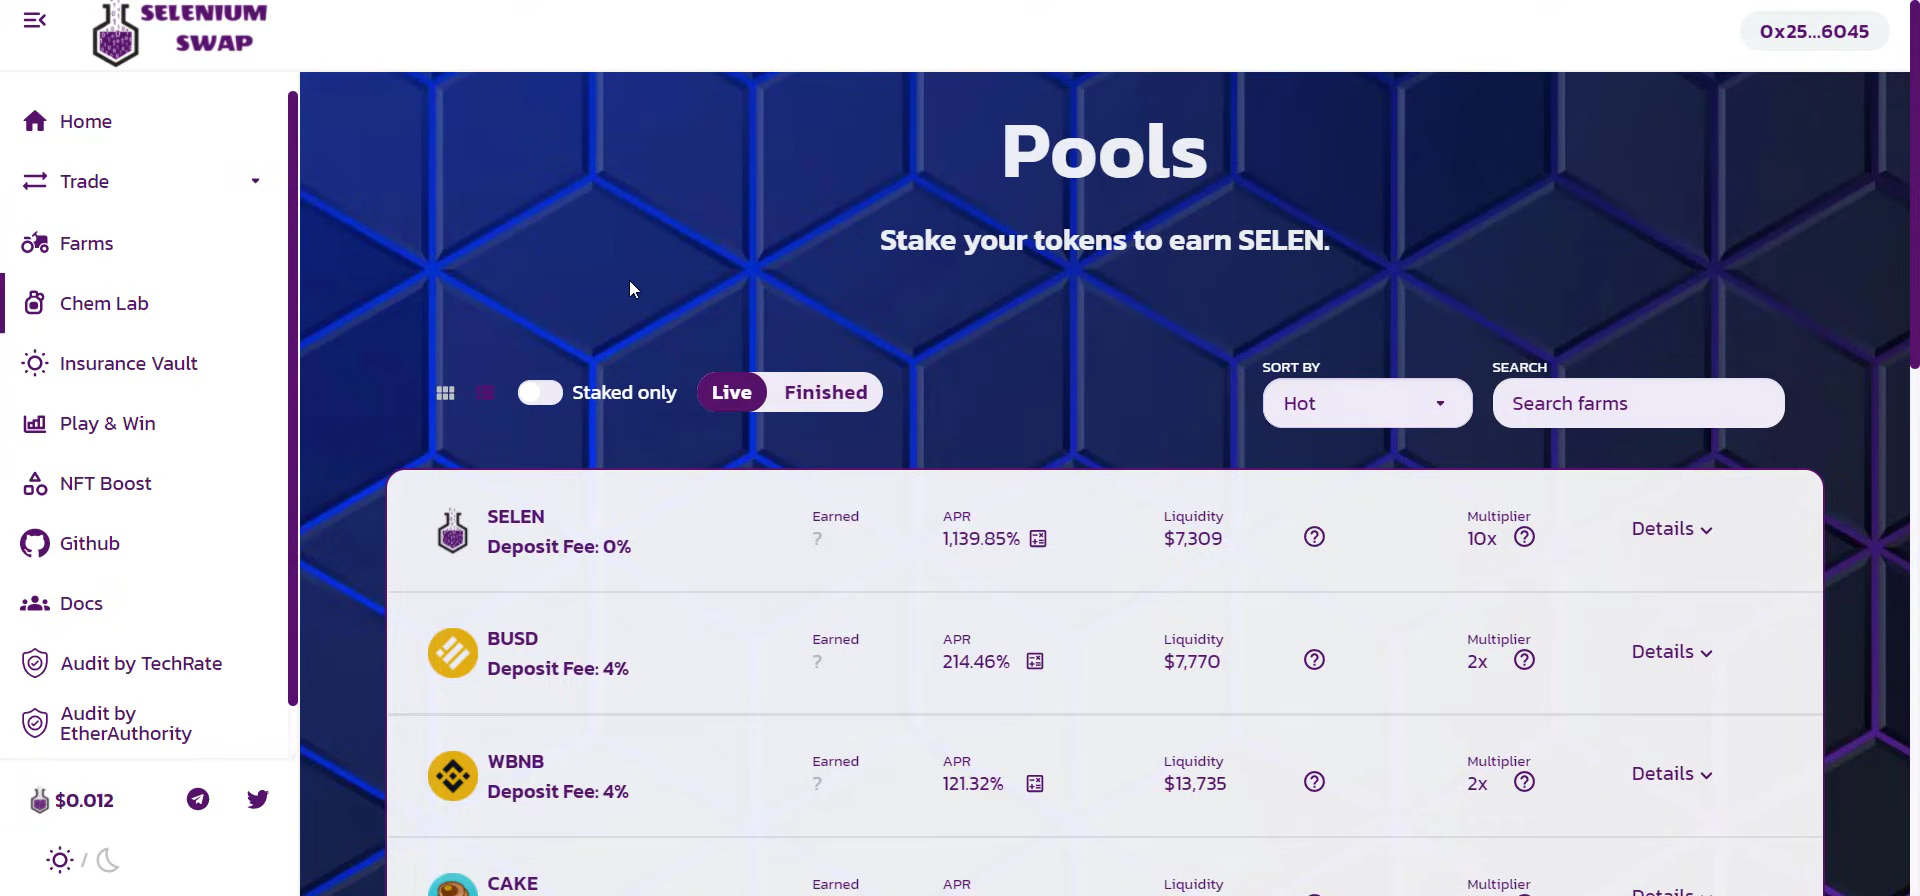 SELENIUM
SWAP
0x25...6045
Home
Trade
Farms
Chem Lab
Insurance Vault
Play & Win
NFT Boost
Github
Docs
Audit by TechRate
Audit by
EtherAuthority
$0.012
/
Pools
Stake your tokens to earn SELEN.
Staked only
Live
Finished
SORT BY
Hot
SEARCH
Search farms
SELEN
Deposit Fee: 0%
Earned
?
APR
1,139.85%
Liquidity
$7,309
Multiplier
10x
Details
BUSD
Deposit Fee: 4%
Earned
?
APR
214.46%
Liquidity
$7,770
Multiplier
2x
Details
WBNB
Deposit Fee: 4%
Earned
?
APR
121.32%
Liquidity
$13,735
Multiplier
2x
Details
CAKE
Earned
APR
Liquidity
Multiplier
Details